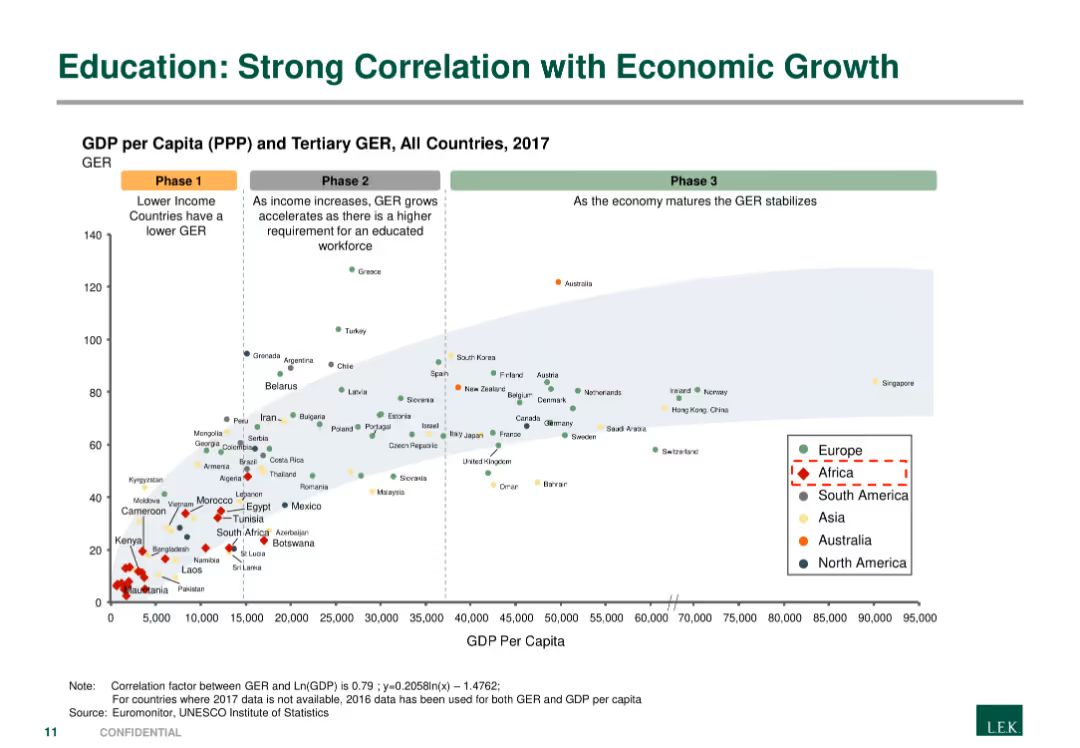 Education: Strong Correlation with Economic Growth
GDP per Capita (PPP) and Tertiary GER, All Countries, 2017
GER
Phase 1
Phase 2
Phase 3
Lower Income
Countries have a
lower GER
As income increases, GER grows
accelerates as there is a higher
requirement for an educated
workforce
As the economy matures the GER stabilizes
140
120
100
80
60
40
20
0
Greece
Australia
Turkey
Grenada
Argentina
Chile
South Korea
Spain
Belarus
Latvia
Finland
Austria
New Zealand
Belgium
Denmark
Netherlands
Ireland
Norway
Singapore
Slovenia
Hong Kong, China
Peru
Iran
Bulgaria
Estonia
Poland
Portugal
Israel
Canada
Germany
Saudi Arabia
Mongolia
Serbia
Georgia
Colombia
Czech Republic
Italy
Japan
France
Sweden
Switzerland
United Kingdom
Armenia
Brazil
Costa Rica
Thailand
Algeria
Romania
Slovakia
Malaysia
Oman
Bahrain
Kyrgyzstan
Moldova
Vietnam
Morocco
Lebanon
Egypt
Mexico
Cameroon
Tunisia
South Africa
Azerbaijan
Botswana
Kenya
Bangladesh
Namibia
St Lucia
Sri Lanka
Laos
Mauritania
Pakistan
Europe
Africa
South America
Asia
Australia
North America
0
5,000
10,000
15,000
20,000
25,000
30,000
35,000
40,000
45,000
50,000
55,000
60,000
70,000
75,000
80,000
85,000
90,000
95,000
GDP Per Capita
Note: Correlation factor between GER and Ln(GDP) is 0.79 ; y=0.2058ln(x) – 1.4762;
For countries where 2017 data is not available, 2016 data has been used for both GER and GDP per capita
Source: Euromonitor, UNESCO Institute of Statistics
11 CONFIDENTIAL
L.E.K.